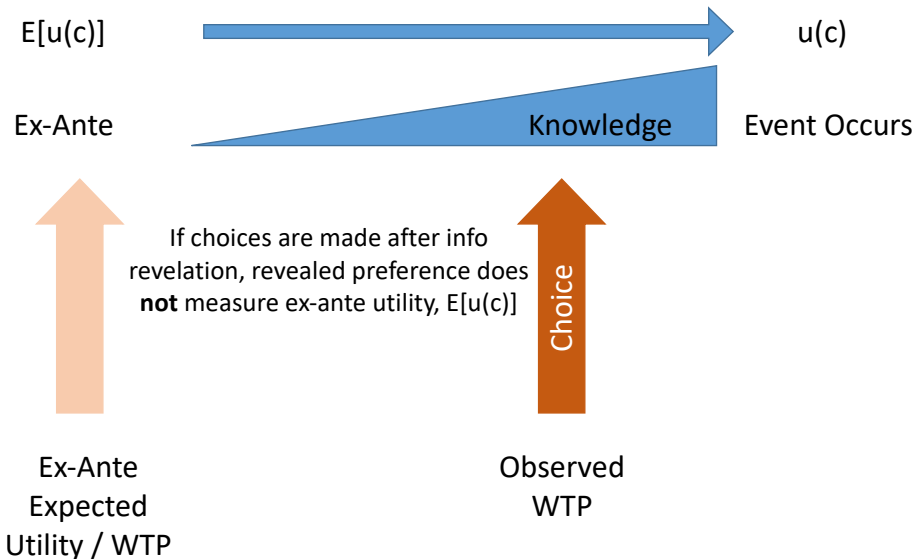 E[u(c)]
u(c)
Ex-Ante
Knowledge
Event Occurs
If choices are made after info
revelation, revealed preference does
not measure ex-ante utility, E[u(c)]
Choice
Ex-Ante
Expected
Utility / WTP
Observed
WTP